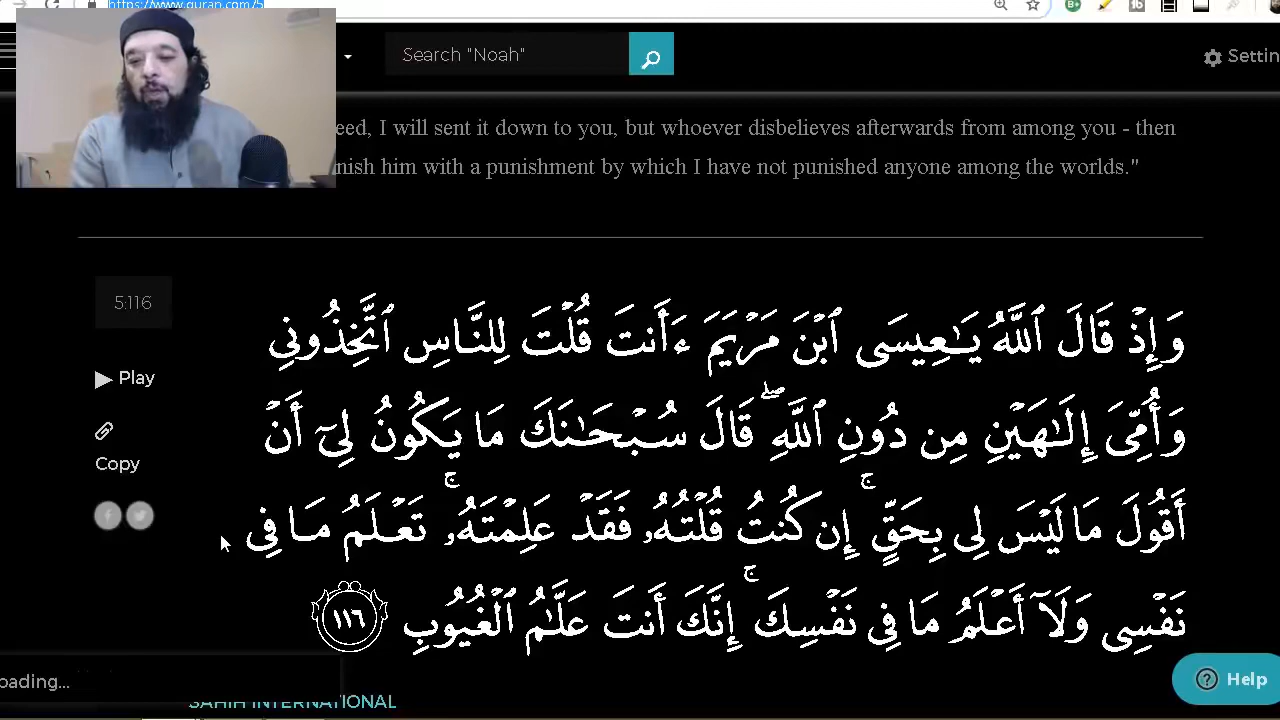 https://www.quran.com/5
Search "Noah"
Settin
eed, I will sent it down to you, but whoever disbelieves afterwards from among you - then
nish him with a punishment by which I have not punished anyone among the worlds."
5:116
وَإِذْ قَالَ ٱللَّهُ يَـٰعِيسَى ٱبْنَ مَرْيَمَ ءَأَنتَ قُلْتَ لِلنَّاسِ ٱتَّخِذُونِى
Play
وَأُمِّىَ إِلَـٰهَيْنِ مِن دُونِ ٱللَّهِ ۖ قَالَ سُبْحَـٰنَكَ مَا يَكُونُ لِىٓ أَنْ
Copy
أَقُولَ مَا لَيْسَ لِى بِحَقٍّ ۚ إِن كُنتُ قُلْتُهُۥ فَقَدْ عَلِمْتَهُۥ ۚ تَعْلَمُ مَا فِى
نَفْسِى وَلَآ أَعْلَمُ مَا فِى نَفْسِكَ ۚ إِنَّكَ أَنتَ عَلَّـٰمُ ٱلْغُيُوبِ ١١٦
oading...
SAHIH INTERNATIONAL
Help